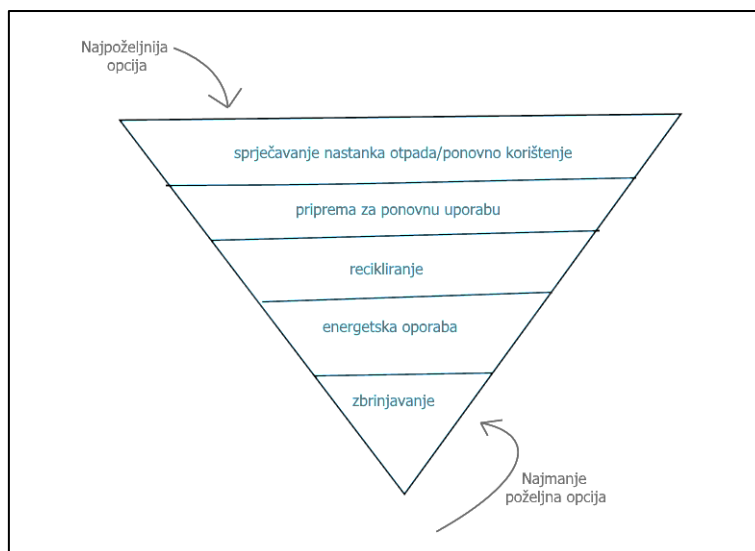 Najpoželjnija
opcija
sprječavanje nastanka otpada/ponovno korištenje
priprema za ponovnu uporabu
recikliranje
energetska oporaba
zbrinjavanje
Najmanje
poželjna opcija